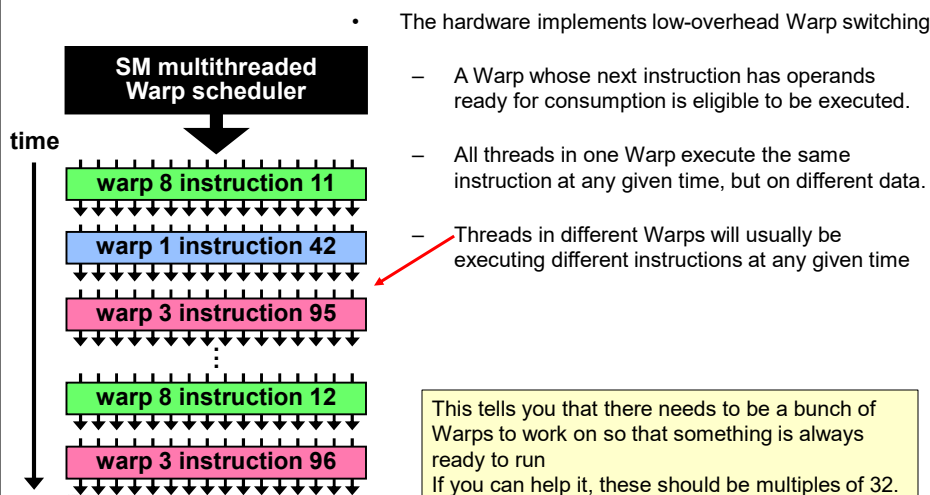 • The hardware implements low-overhead Warp switching
SM multithreaded
Warp scheduler
– A Warp whose next instruction has operands
ready for consumption is eligible to be executed.
time
– All threads in one Warp execute the same
instruction at any given time, but on different data.
warp 8 instruction 11
– Threads in different Warps will usually be
executing different instructions at any given time
warp 1 instruction 42
warp 3 instruction 95
⋮
warp 8 instruction 12
warp 3 instruction 96
This tells you that there needs to be a bunch of
Warps to work on so that something is always
ready to run
If you can help it, these should be multiples of 32.